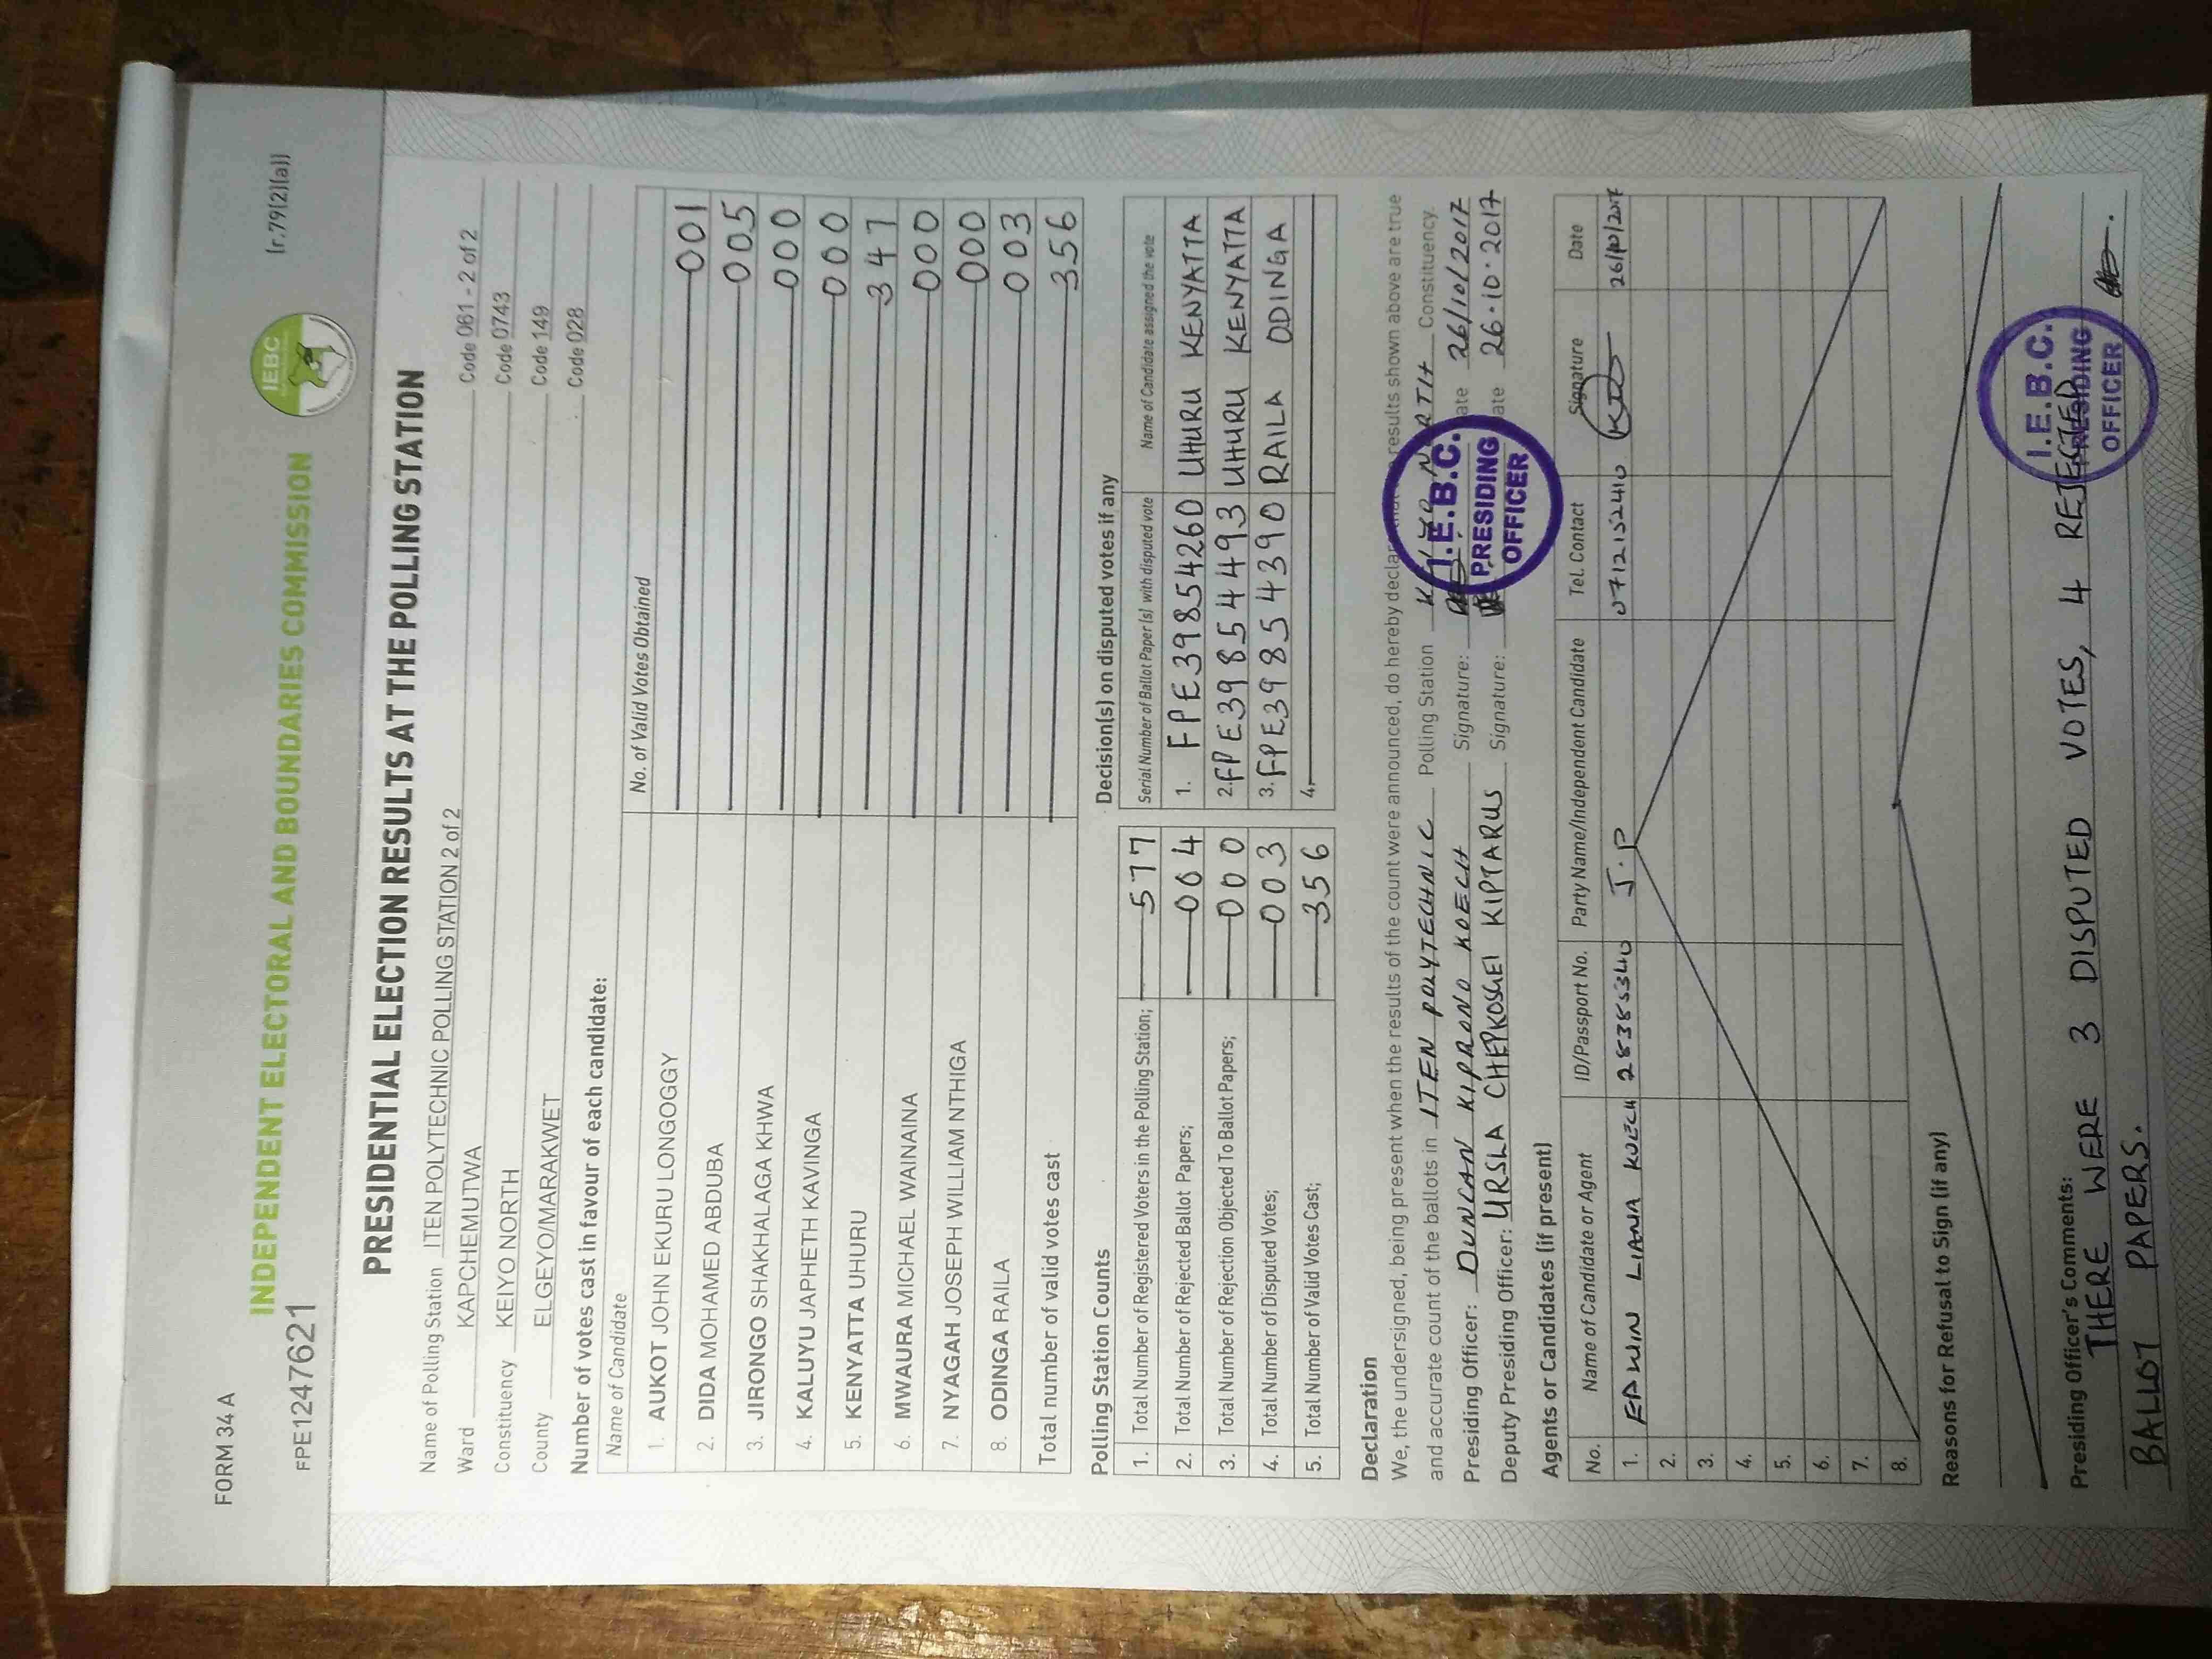 FORM 34 A
INDEPENDENT ELECTORAL AND BOUNDARIES COMMISSION
IEBC
(r.79(2)(a))
FPE12476­21
PRESIDENTIAL ELECTION RESULTS AT THE POLLING STATION
Name of Polling Station ITEN POLYTECHNIC POLLING STATION 2 of 2 Code 061 - 2 of 2
Ward KAPCHEMUTWA Code 0743
Constituency KEIYO NORTH Code 149
County ELGEYO/MARAKWET Code 028
Number of votes cast in favour of each candidate:
Name of Candidate No. of Valid Votes Obtained
1. AUKOT JOHN EKURU LONGOGGY 001
2. DIDA MOHAMED ABDUBA 005
3. JIRONGO SHAKHALAGA KHWA 000
4. KALUYU JAPHETH KAVINGA 000
5. KENYATTA UHURU 347
6. MWAURA MICHAEL WAINAINA 000
7. NYAGAH JOSEPH WILLIAM NTHIGA 000
8. ODINGA RAILA 003
Total number of valid votes cast 356
Polling Station Counts
1. Total Number of Registered Voters in the Polling Station; 577
2. Total Number of Rejected Ballot Papers; 004
3. Total Number of Rejection Objected To Ballot Papers; 000
4. Total Number of Disputed Votes; 003
5. Total Number of Valid Votes Cast; 356
Decision(s) on disputed votes if any
Serial Number of Ballot Paper (s) with disputed vote Name of Candidate assigned the vote
1. FPE39854260 UHURU KENYATTA
2. FPE39854493 UHURU KENYATTA
3. FPE39854390 RAILA ODINGA
4.
Declaration
We, the undersigned, being present when the results of the count were announced, do hereby declare results shown above are true
and accurate count of the ballots in ITEN POLYTECHNIC Polling Station Constituency.
Presiding Officer: DUNCAN KIPRONO KOECH Signature: 26/10/2017
Deputy Presiding Officer: URSLA CHEPKOSGEI KIPTARUS Signature: 26.10.2017
I.E.B.C.
PRESIDING
OFFICER
Agents or Candidates (if present)
No. Name of Candidate or Agent ID/Passport No. Party Name/Independent Candidate Tel. Contact Signature Date
1. EDWIN LIANA KOECH 28385340 J.P 0712152410 26/10/2017
2.
3.
4.
5.
6.
7.
8.
Reasons for Refusal to Sign (if any)
Presiding Officer's Comments:
THERE WERE 3 DISPUTED VOTES, 4 REJECTED
BALLOT PAPERS.
I.E.B.C.
PRESIDING
OFFICER